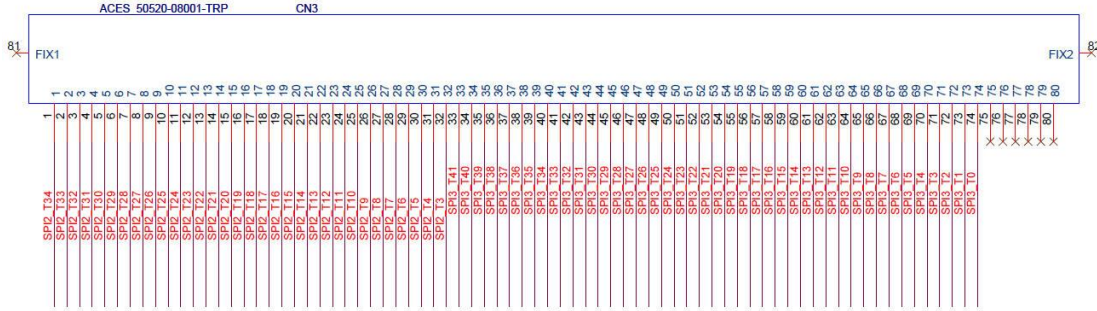 ACES 50520-08001-TRP CN3
81 FIX1 FIX2 82
1 2 3 4 5 6 7 8 9 10 11 12 13 14 15 16 17 18 19 20 21 22 23 24 25 26 27 28 29 30 31 32 33 34 35 36 37 38 39 40 41 42 43 44 45 46 47 48 49 50 51 52 53 54 55 56 57 58 59 60 61 62 63 64 65 66 67 68 69 70 71 72 73 74 75 76 77 78 79 80
1 2 3 4 5 6 7 8 9 10 11 12 13 14 15 16 17 18 19 20 21 22 23 24 25 26 27 28 29 30 31 32 33 34 35 36 37 38 39 40 41 42 43 44 45 46 47 48 49 50 51 52 53 54 55 56 57 58 59 60 61 62 63 64 65 66 67 68 69 70 71 72 73 74 75 76 77 78 79 80
SPI2_T34
SPI2_T33
SPI2_T32
SPI2_T31
SPI2_T30
SPI2_T29
SPI2_T28
SPI2_T27
SPI2_T26
SPI2_T25
SPI2_T24
SPI2_T23
SPI2_T22
SPI2_T21
SPI2_T20
SPI2_T19
SPI2_T18
SPI2_T17
SPI2_T16
SPI2_T15
SPI2_T14
SPI2_T13
SPI2_T12
SPI2_T11
SPI2_T10
SPI2_T9
SPI2_T8
SPI2_T7
SPI2_T6
SPI2_T5
SPI2_T4
SPI2_T3
SPI3_T41
SPI3_T40
SPI3_T39
SPI3_T38
SPI3_T37
SPI3_T36
SPI3_T35
SPI3_T34
SPI3_T33
SPI3_T32
SPI3_T31
SPI3_T30
SPI3_T29
SPI3_T28
SPI3_T27
SPI3_T26
SPI3_T25
SPI3_T24
SPI3_T23
SPI3_T22
SPI3_T21
SPI3_T20
SPI3_T19
SPI3_T18
SPI3_T17
SPI3_T16
SPI3_T15
SPI3_T14
SPI3_T13
SPI3_T12
SPI3_T11
SPI3_T10
SPI3_T9
SPI3_T8
SPI3_T7
SPI3_T6
SPI3_T5
SPI3_T4
SPI3_T3
SPI3_T2
SPI3_T1
SPI3_T0